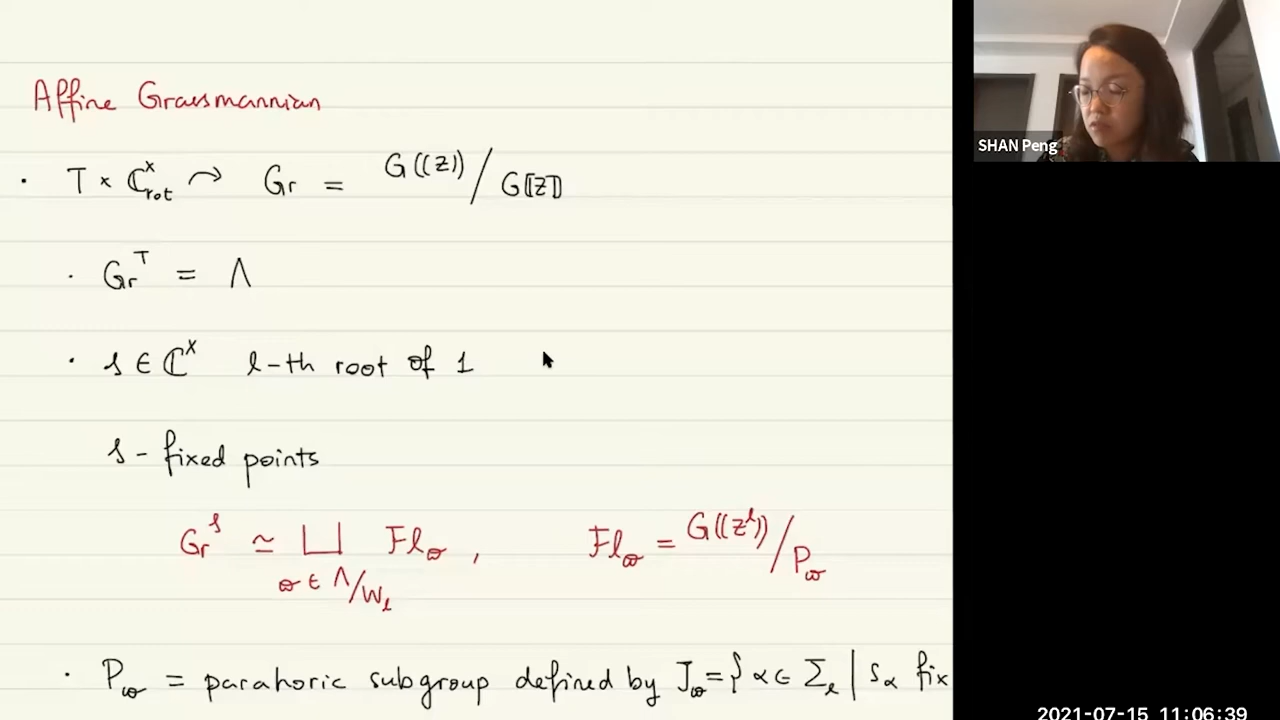 Affine Grassmannian
· T × ℂ^×_rot ↷ Gr = G((z)) / G[[z]]
· Gr^T = Λ
· ζ ∈ ℂ^× l-th root of 1
ζ - fixed points
Gr^ζ ≃ ⊔_{ϖ ∈ Λ/W_l} Fl_ϖ , Fl_ϖ = G((z^l)) / P_ϖ
· P_ϖ = parahoric subgroup defined by J_ϖ = { α ∈ Σ_l | s_α fix
SHAN Peng
2021-07-15 11:06:39